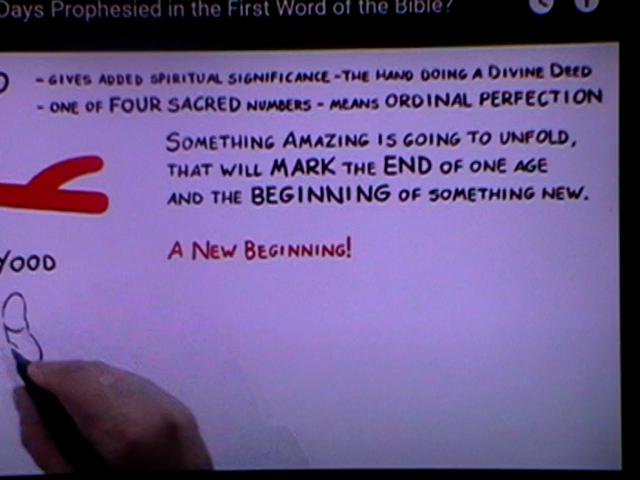 Days Prophesied in the First Word of the Bible?
- GIVES ADDED SPIRITUAL SIGNIFICANCE - THE HAND DOING A DIVINE DEED
- ONE OF FOUR SACRED NUMBERS - MEANS ORDINAL PERFECTION
SOMETHING AMAZING IS GOING TO UNFOLD,
THAT WILL MARK THE END OF ONE AGE
AND THE BEGINNING OF SOMETHING NEW.
A NEW BEGINNING!